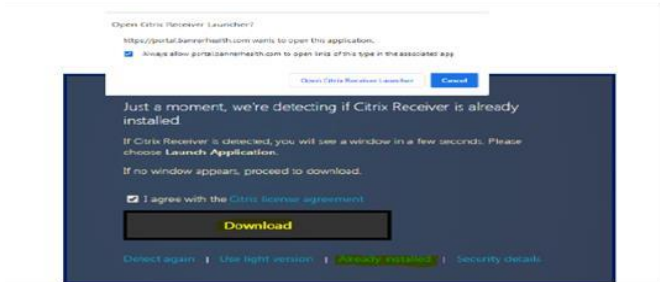 Open Citrix Receiver Launcher?
https://portal.bannerhealth.com wants to open this application.
Always allow portal.bannerhealth.com to open links of this type in the associated app
Open Citrix Receiver Launcher Cancel
Just a moment, we're detecting if Citrix Receiver is already
installed
If Citrix Receiver is detected, you will see a window in a few seconds. Please
choose Launch Application.
If no window appears, proceed to download.
I agree with the Citrix license agreement
Download
Detect again | Use light version | Already installed | Security details